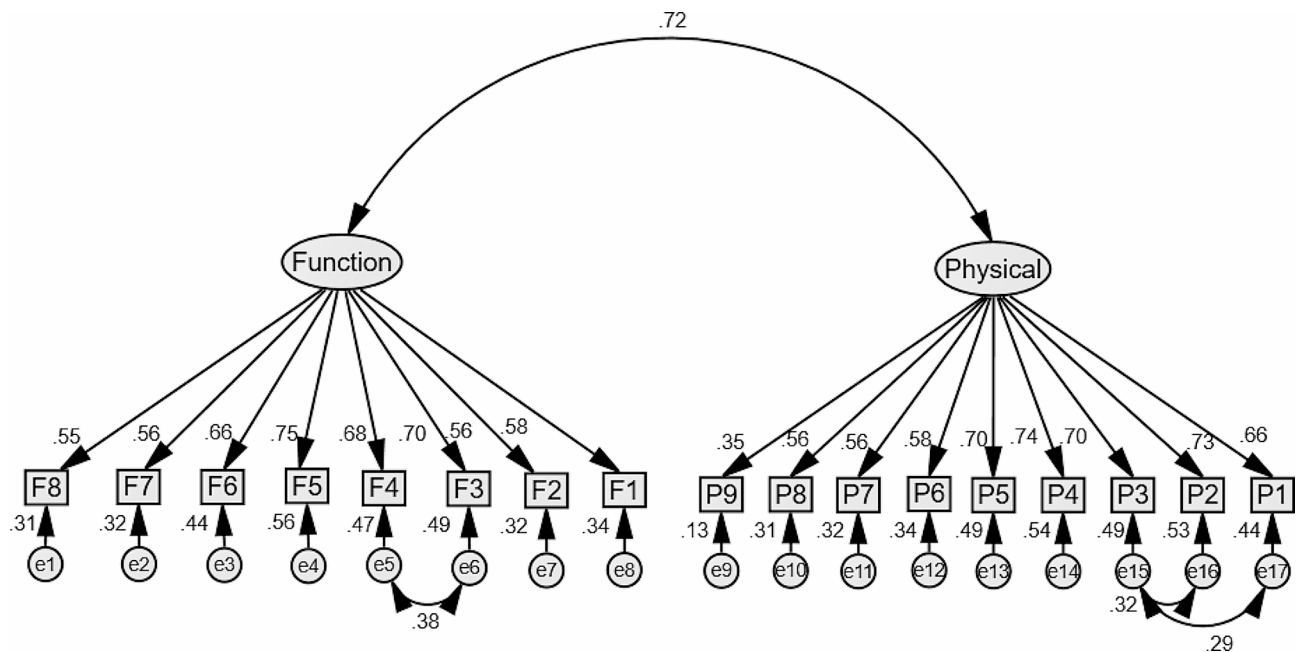 .72
Function
Physical
.55 .56 .66 .75 .68 .70 .56 .58
.35 .56 .56 .58 .70 .74 .70 .73 .66
F8 F7 F6 F5 F4 F3 F2 F1
P9 P8 P7 P6 P5 P4 P3 P2 P1
.31 .32 .44 .56 .47 .49 .32 .34
.13 .31 .32 .34 .49 .54 .49 .53 .44
e1 e2 e3 e4 e5 e6 e7 e8
e9 e10 e11 e12 e13 e14 e15 e16 e17
.38
.32
.29